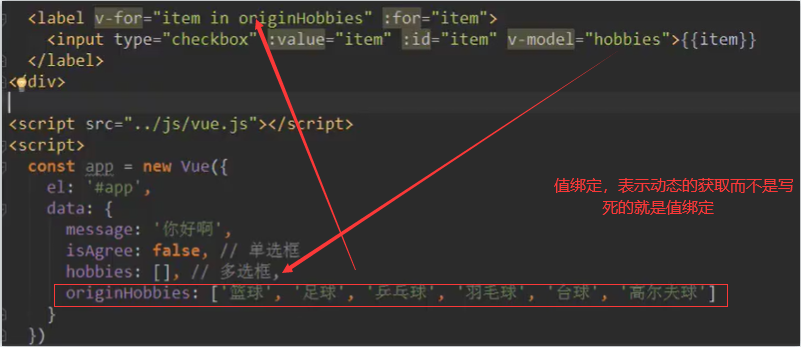 <label v-for="item in originHobbies" :for="item">
<input type="checkbox" :value="item" :id="item" v-model="hobbies">{{item}}
</label>
<div>
<script src="../js/vue.js"></script>
<script>
const app = new Vue({
el: '#app',
值绑定，表示动态的获取而不是写
data: {
死的就是值绑定
message: '你好啊',
isAgree: false, // 单选框
hobbies: [], // 多选框,
originHobbies: ['篮球', '足球', '乒乓球', '羽毛球', '台球', '高尔夫球']
}
})